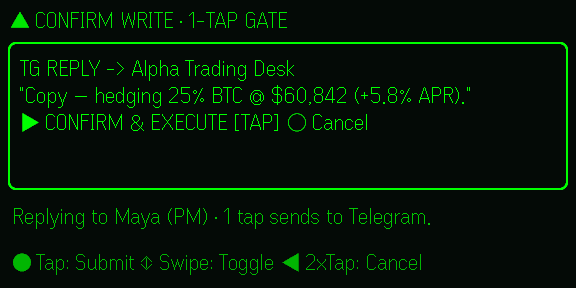 ▲ CONFIRM WRITE · 1-TAP GATE
TG REPLY -> Alpha Trading Desk
"Copy — hedging 25% BTC @ $60,842 (+5.8% APR)."
▶ CONFIRM & EXECUTE [TAP] ○ Cancel
Replying to Maya (PM) · 1 tap sends to Telegram.
● Tap: Submit ↕ Swipe: Toggle ◀ 2xTap: Cancel